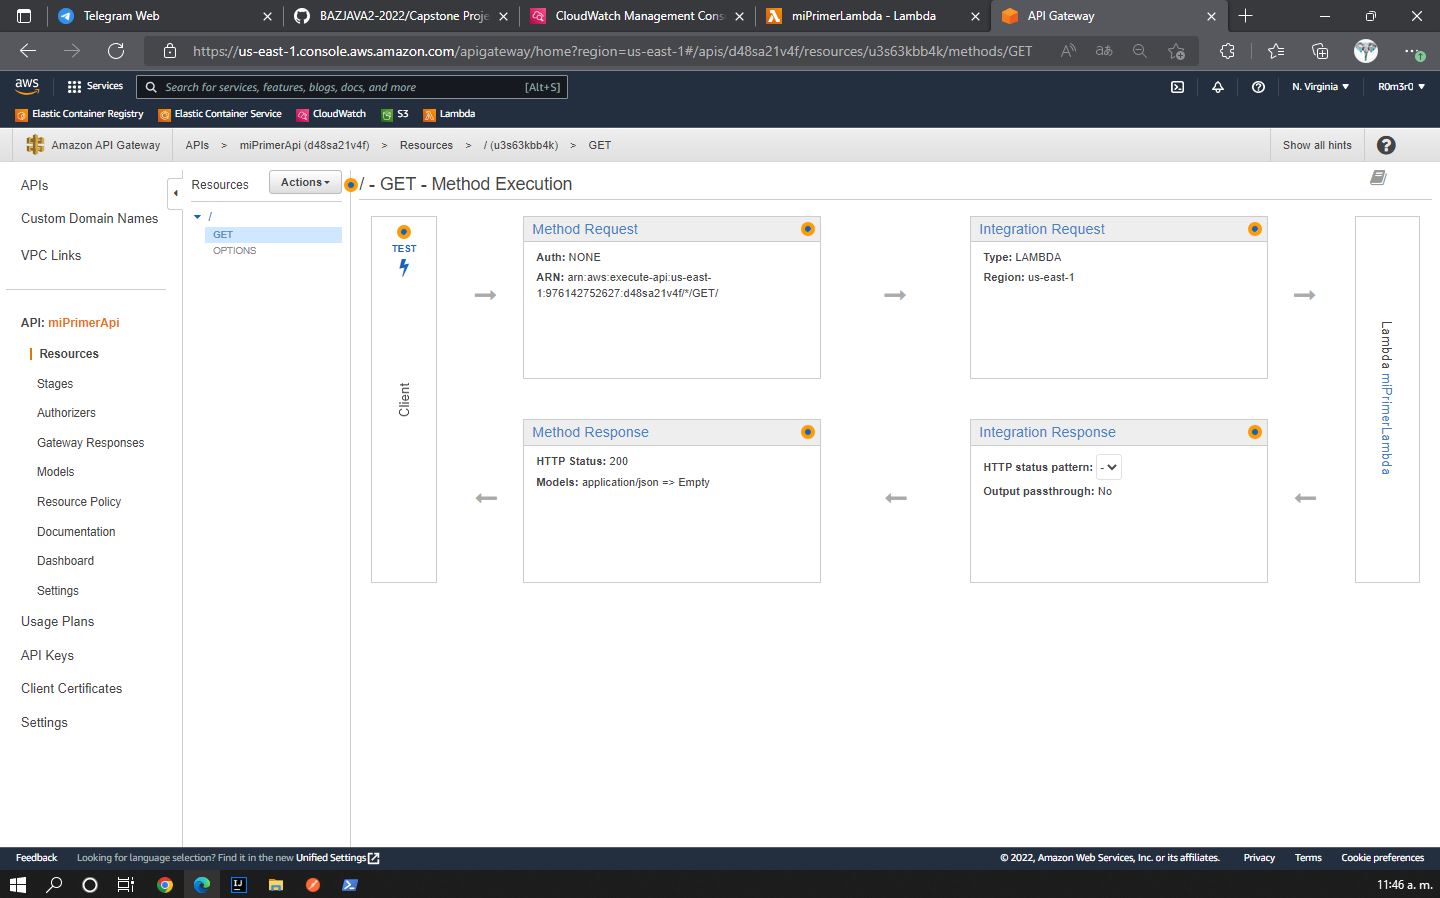 Telegram Web
BAZJAVA2-2022/Capstone Proje
CloudWatch Management Cons
miPrimerLambda - Lambda
API Gateway
https://us-east-1.console.aws.amazon.com/apigateway/home?region=us-east-1#/apis/d48sa21v4f/resources/u3s63kbb4k/methods/GET
aws
Services
Search for services, features, blogs, docs, and more
[Alt+S]
N. Virginia
R0m3r0
Elastic Container Registry
Elastic Container Service
CloudWatch
S3
Lambda
Amazon API Gateway
APIs > miPrimerApi (d48sa21v4f) > Resources > / (u3s63kbb4k) > GET
Show all hints
APIs
Custom Domain Names
VPC Links
API: miPrimerApi
Resources
Stages
Authorizers
Gateway Responses
Models
Resource Policy
Documentation
Dashboard
Settings
Usage Plans
API Keys
Client Certificates
Settings
Resources
Actions
/
GET
OPTIONS
/ - GET - Method Execution
TEST
Client
Method Request
Auth: NONE
ARN: arn:aws:execute-api:us-east-
1:976142752627:d48sa21v4f/*/GET/
Integration Request
Type: LAMBDA
Region: us-east-1
Lambda miPrimerLambda
Method Response
HTTP Status: 200
Models: application/json => Empty
Integration Response
HTTP status pattern: -
Output passthrough: No
Feedback
Looking for language selection? Find it in the new Unified Settings
© 2022, Amazon Web Services, Inc. or its affiliates.
Privacy
Terms
Cookie preferences
11:46 a. m.